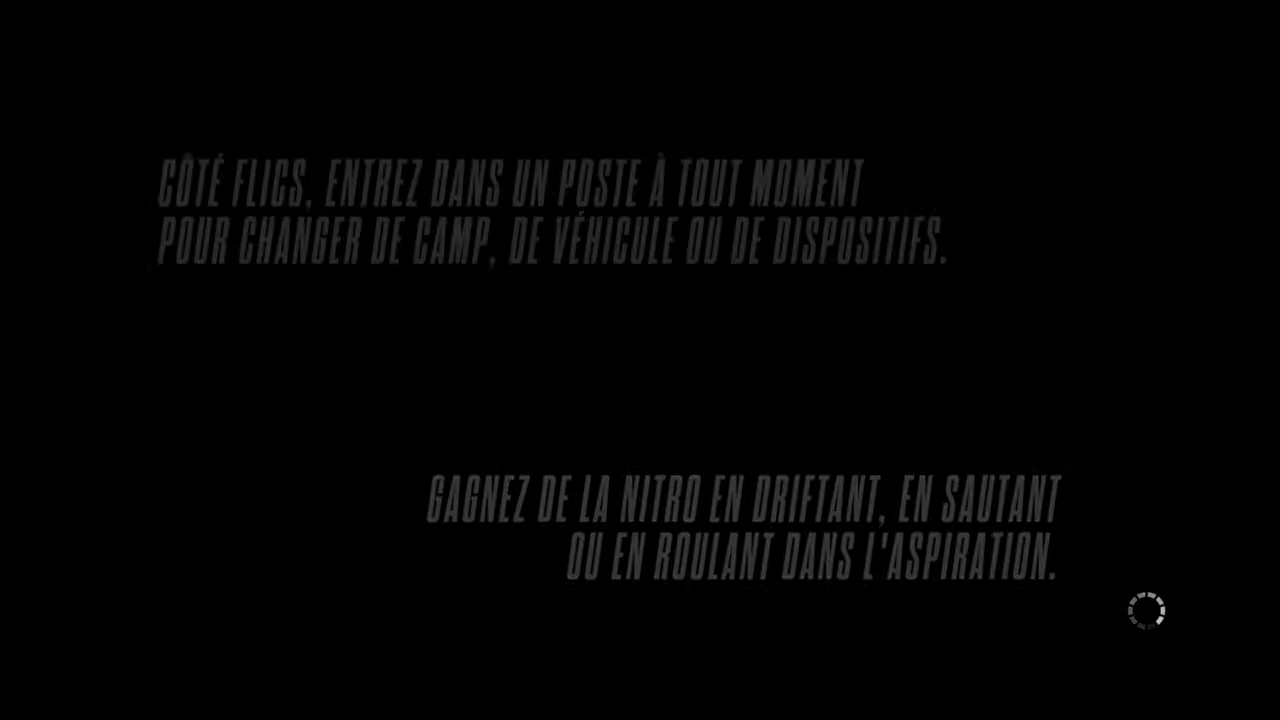 CÔTÉ FLICS, ENTREZ DANS UN POSTE À TOUT MOMENT
POUR CHANGER DE CAMP, DE VÉHICULE OU DE DISPOSITIFS.
GAGNEZ DE LA NITRO EN DRIFTANT, EN SAUTANT
OU EN ROULANT DANS L'ASPIRATION.